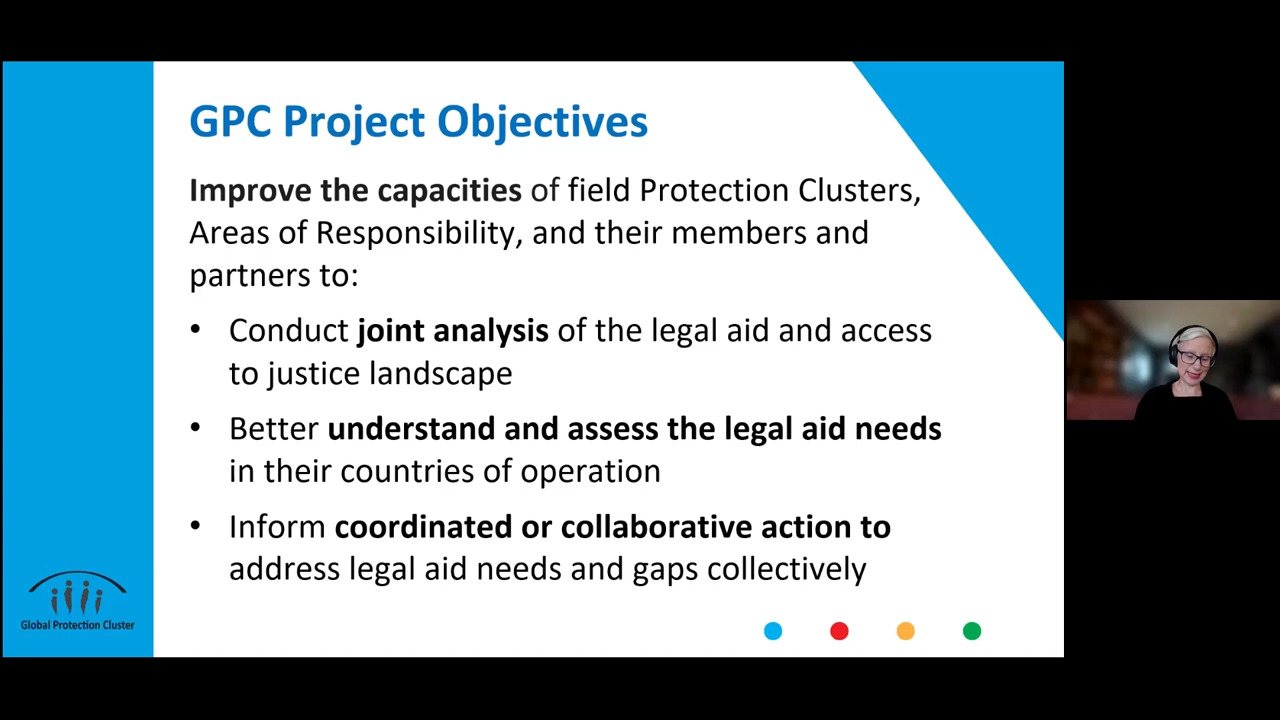 GPC Project Objectives
Improve the capacities of field Protection Clusters,
Areas of Responsibility, and their members and
partners to:
• Conduct joint analysis of the legal aid and access
to justice landscape
• Better understand and assess the legal aid needs
in their countries of operation
• Inform coordinated or collaborative action to
address legal aid needs and gaps collectively
Global Protection Cluster